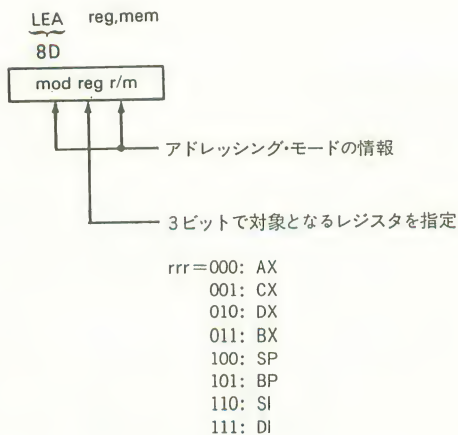 LEA reg,mem
8D
mod reg r/m
アドレッシング・モードの情報
3ビットで対象となるレジスタを指定
rrr=000: AX
001: CX
010: DX
011: BX
100: SP
101: BP
110: SI
111: DI